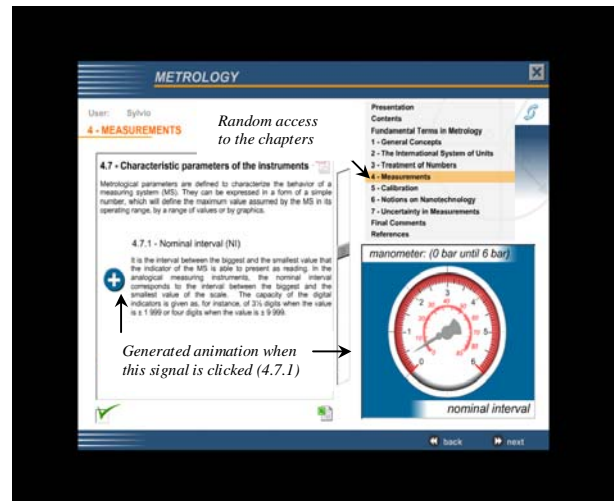 METROLOGY
User: Sylvio
4 - MEASUREMENTS
Random access
to the chapters
Presentation
Contents
Fundamental Terms in Metrology
1 - General Concepts
2 - The International System of Units
3 - Treatment of Numbers
4 - Measurements
5 - Calibration
6 - Notions on Nanotechnology
7 - Uncertainty in Measurements
Final Comments
References
4.7 - Characteristic parameters of the instruments
Metrological parameters are defined to characterize the behavior of a
measuring system (MS). They can be expressed in a form of a simple
number, which will define the maximum value assumed by the MS in its
operating range, by a range of values or by graphics.
4.7.1 - Nominal interval (NI)
It is the interval between the biggest and the smallest value that
the indicator of the MS is able to present as reading. In the
analogical measuring instruments, the nominal interval
corresponds to the interval between the biggest and the
smallest value of the scale. The capacity of the digital
indicators is given as, for instance, of 3½ digits when the value
is ± 1 999 or four digits when the value is ± 9 999.
Generated animation when
this signal is clicked (4.7.1)
manometer: (0 bar until 6 bar)
0 1 2 3 4 5 6
nominal interval
back next